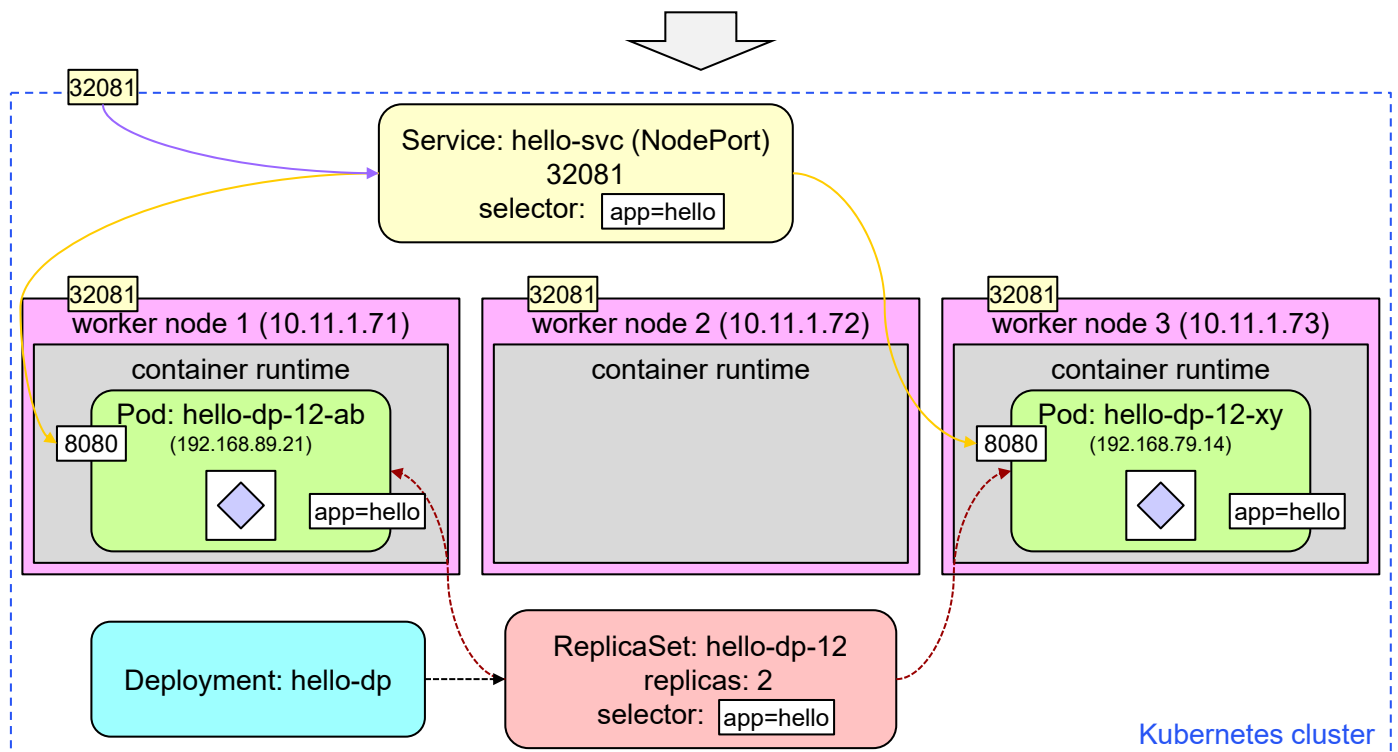 32081
Service: hello-svc (NodePort)
32081
selector: app=hello
32081
32081
32081
worker node 1 (10.11.1.71)
worker node 2 (10.11.1.72)
worker node 3 (10.11.1.73)
container runtime
container runtime
container runtime
Pod: hello-dp-12-ab
(192.168.89.21)
8080
app=hello
Pod: hello-dp-12-xy
(192.168.79.14)
8080
app=hello
Deployment: hello-dp
ReplicaSet: hello-dp-12
replicas: 2
selector: app=hello
Kubernetes cluster